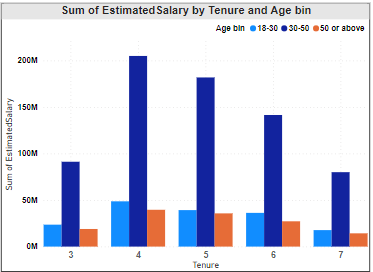 Sum of EstimatedSalary by Tenure and Age bin
Age bin 18-30 30-50 50 or above
200M
150M
100M
50M
0M
Sum of EstimatedSalary
3 4 5 6 7
Tenure